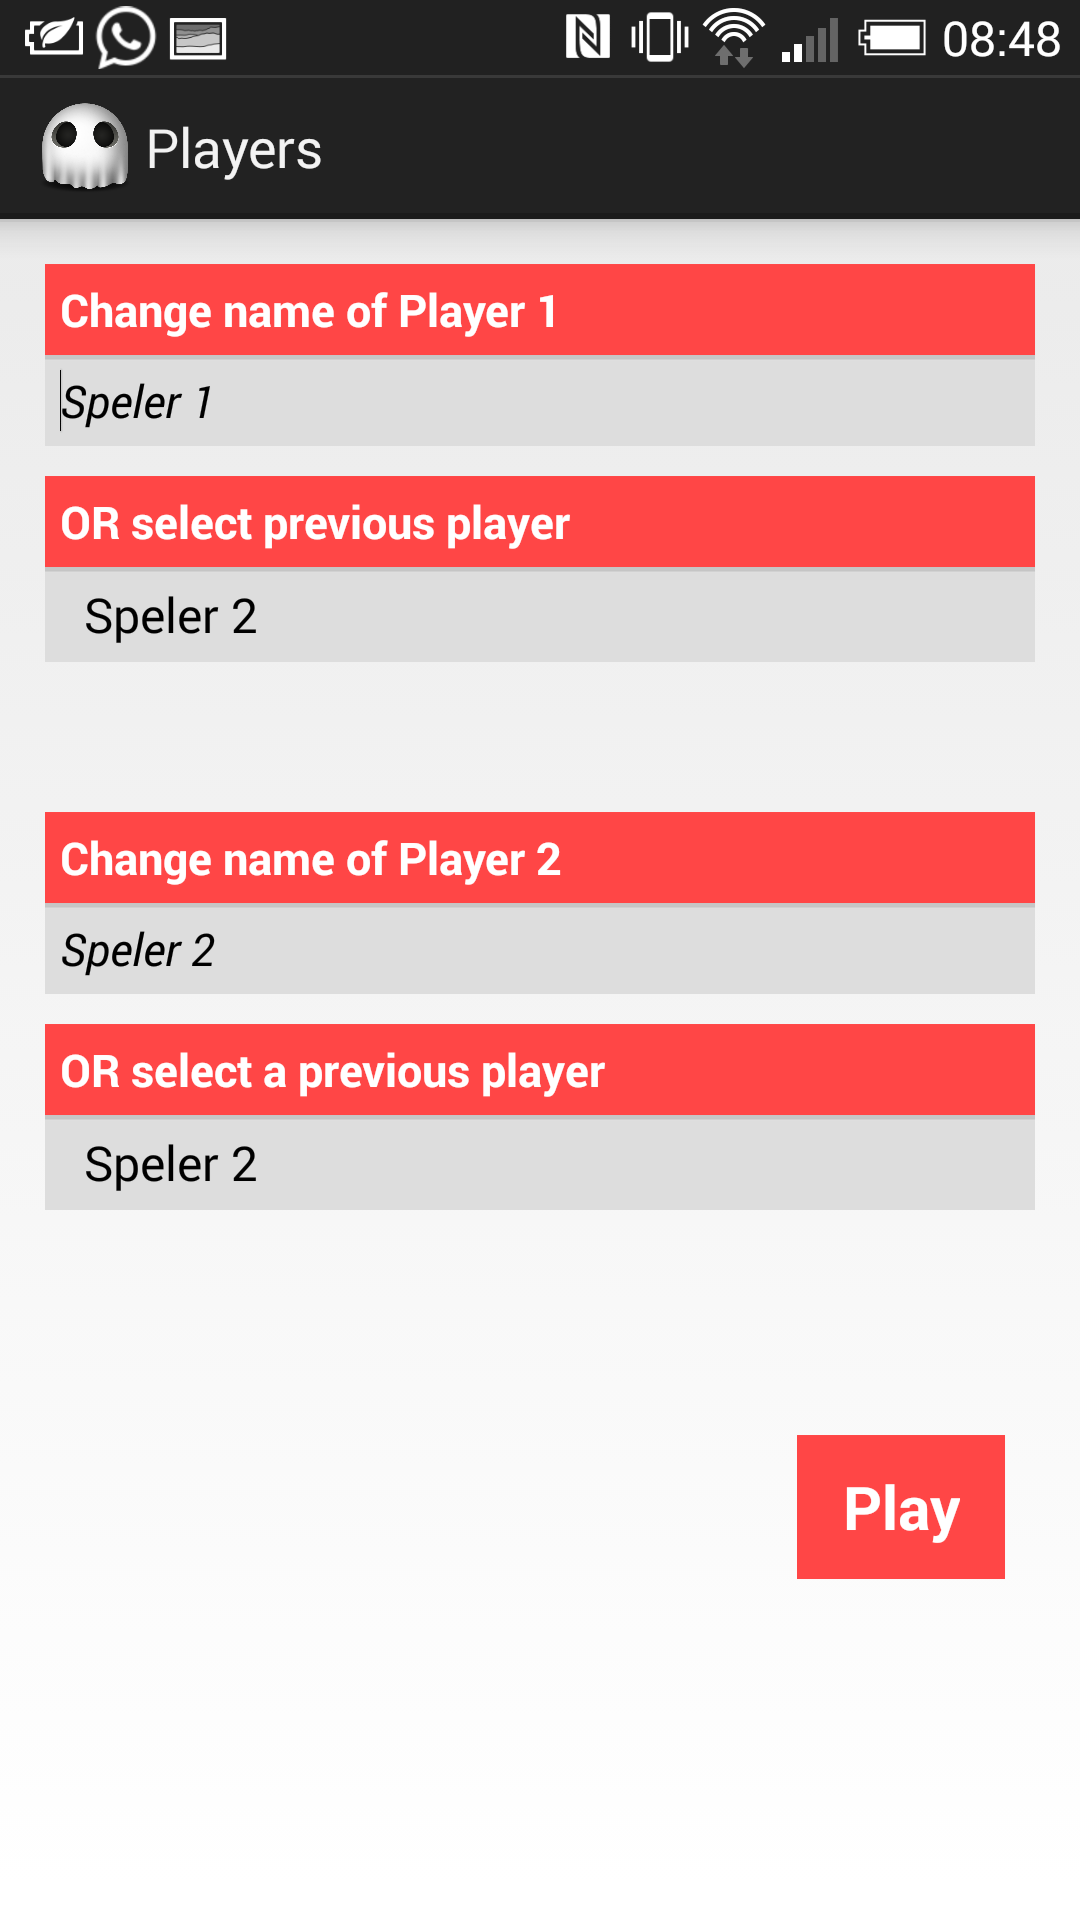 08:48
Players
Change name of Player 1
Speler 1
OR select previous player
Speler 2
Change name of Player 2
Speler 2
OR select a previous player
Speler 2
Play